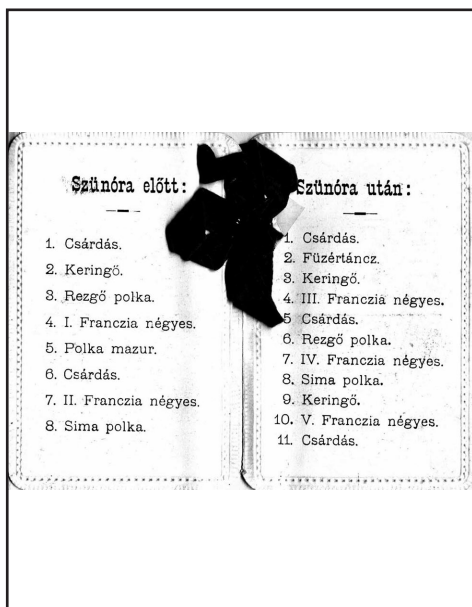 Szünóra előtt:
1. Csárdás.
2. Keringő.
3. Rezgő polka.
4. I. Franczia négyes.
5. Polka mazur.
6. Csárdás.
7. II. Franczia négyes.
8. Sima polka.
Szünóra után:
1. Csárdás.
2. Füzértáncz.
3. Keringő.
4. III. Franczia négyes.
5 Csárdás.
6. Rezgő polka.
7. IV. Franczia négyes.
8. Sima polka.
9. Keringő.
10. V. Franczia négyes.
11. Csárdás.